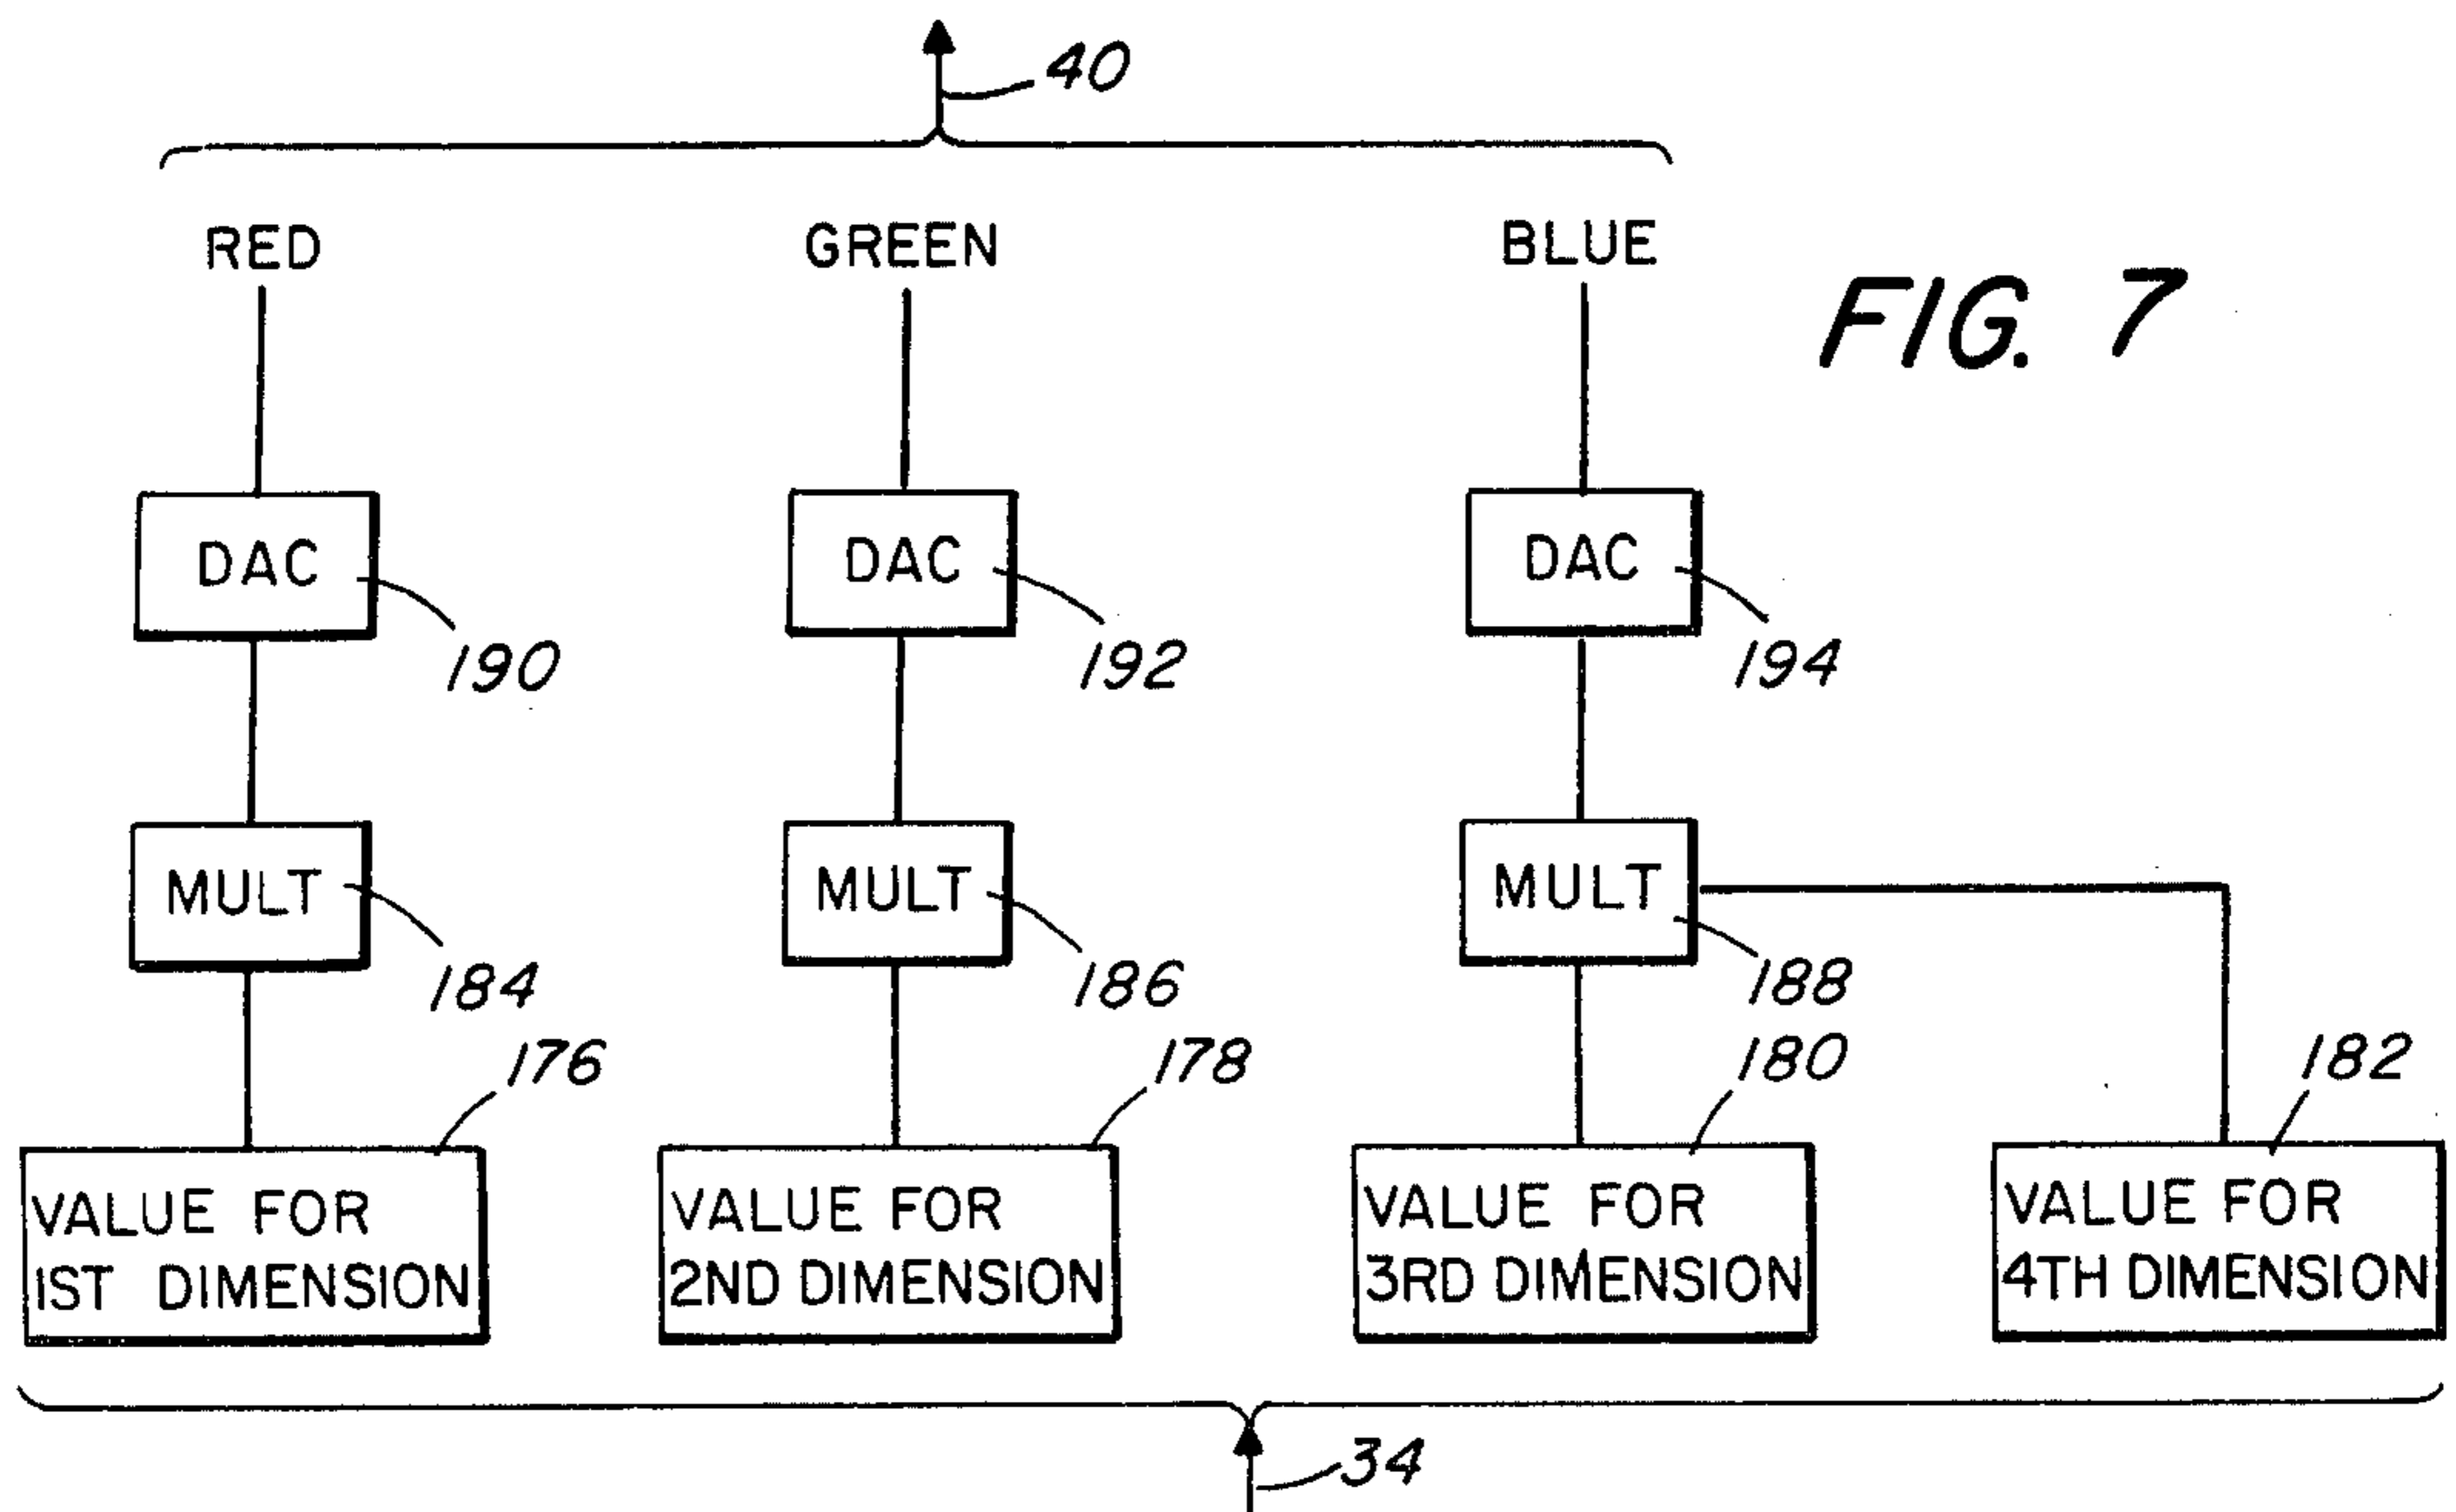 40
RED
GREEN
BLUE
FIG. 7
DAC
DAC
DAC
190
192
194
MULT
MULT
MULT
184
186
188
176
178
180
182
VALUE FOR
1ST DIMENSION
VALUE FOR
2ND DIMENSION
VALUE FOR
3RD DIMENSION
VALUE FOR
4TH DIMENSION
34